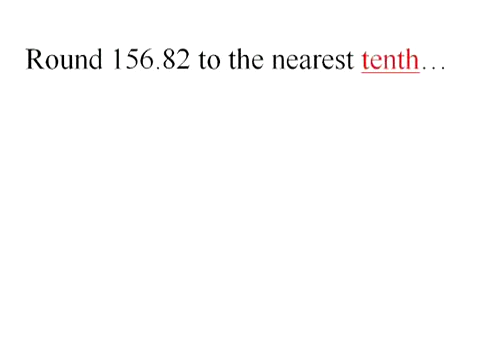 Round 156.82 to the nearest tenth…